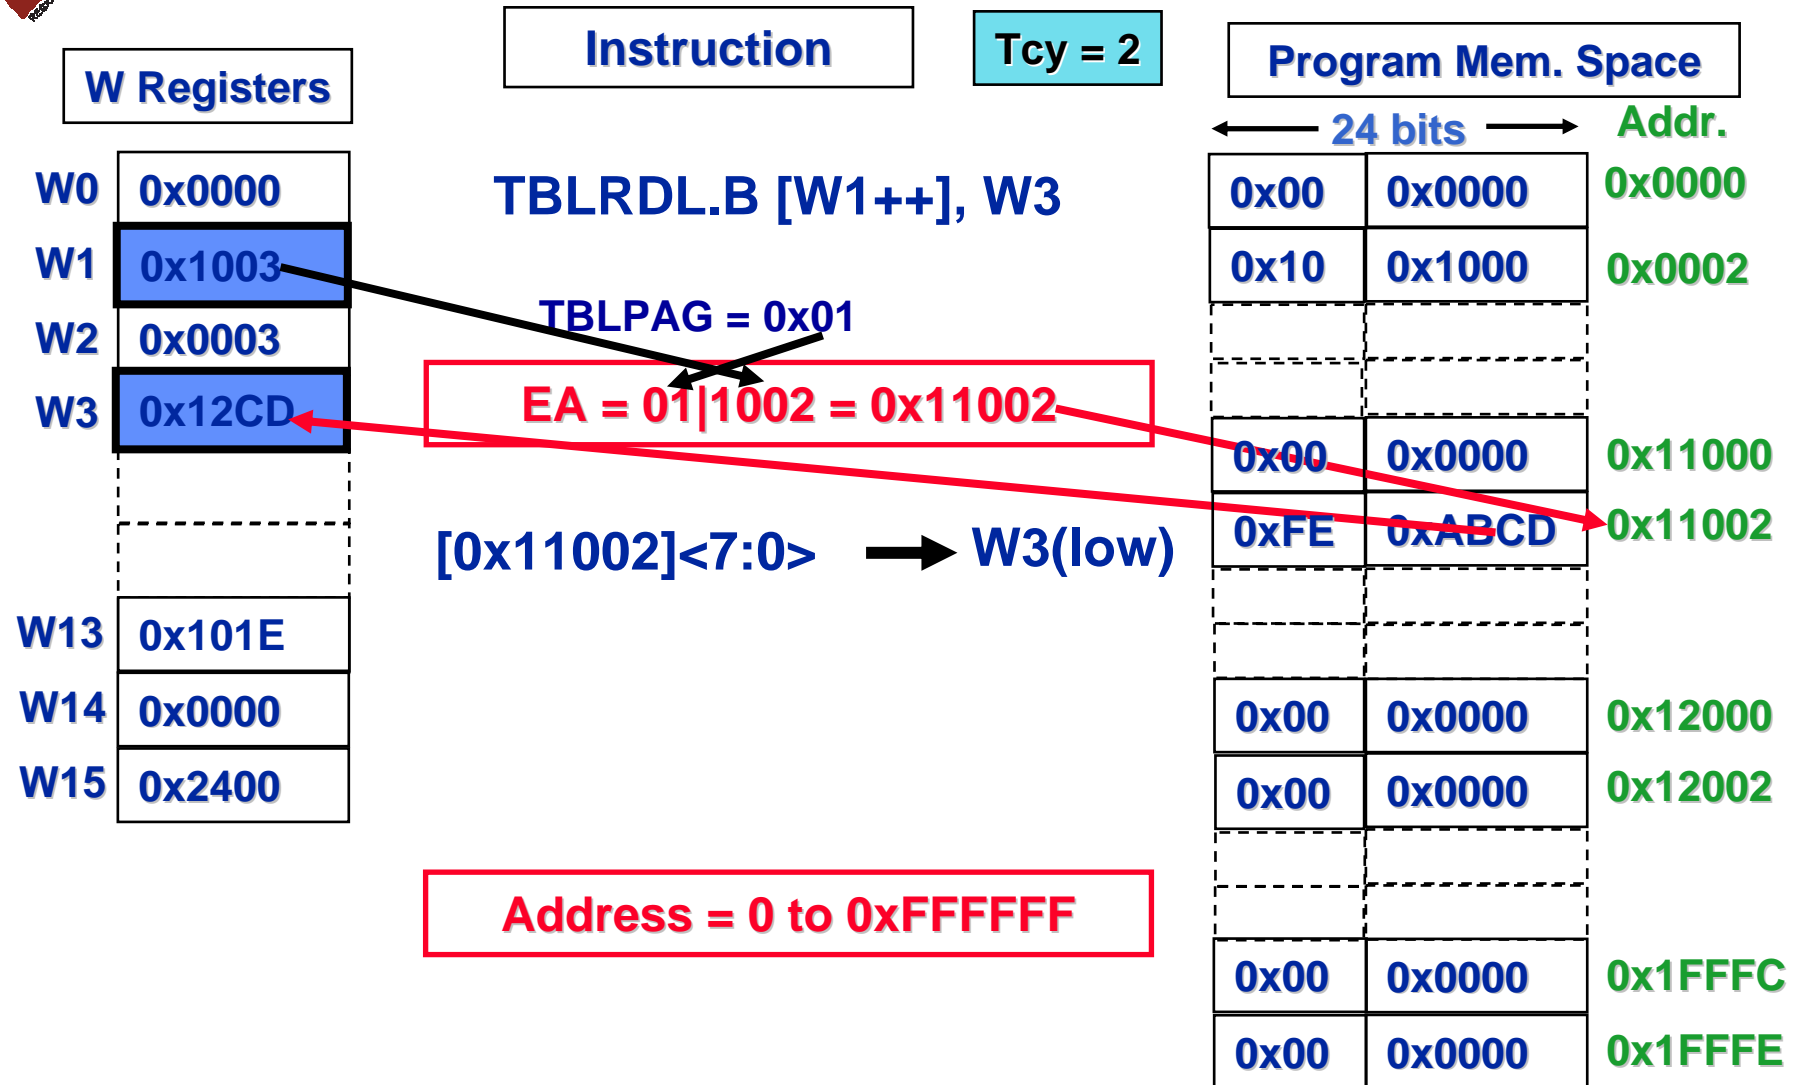 Instruction
Tcy = 2
W Registers
Program Mem. Space
24 bits
Addr.
W0 0x0000
W1 0x1003
W2 0x0003
W3 0x12CD
W13 0x101E
W14 0x0000
W15 0x2400
TBLRDL.B [W1++], W3
TBLPAG = 0x01
EA = 01|1002 = 0x11002
[0x11002]<7:0> W3(low)
Address = 0 to 0xFFFFFF
0x00 0x0000 0x0000
0x10 0x1000 0x0002
0x00 0x0000 0x11000
0xFE 0xABCD 0x11002
0x00 0x0000 0x12000
0x00 0x0000 0x12002
0x00 0x0000 0x1FFFC
0x00 0x0000 0x1FFFE